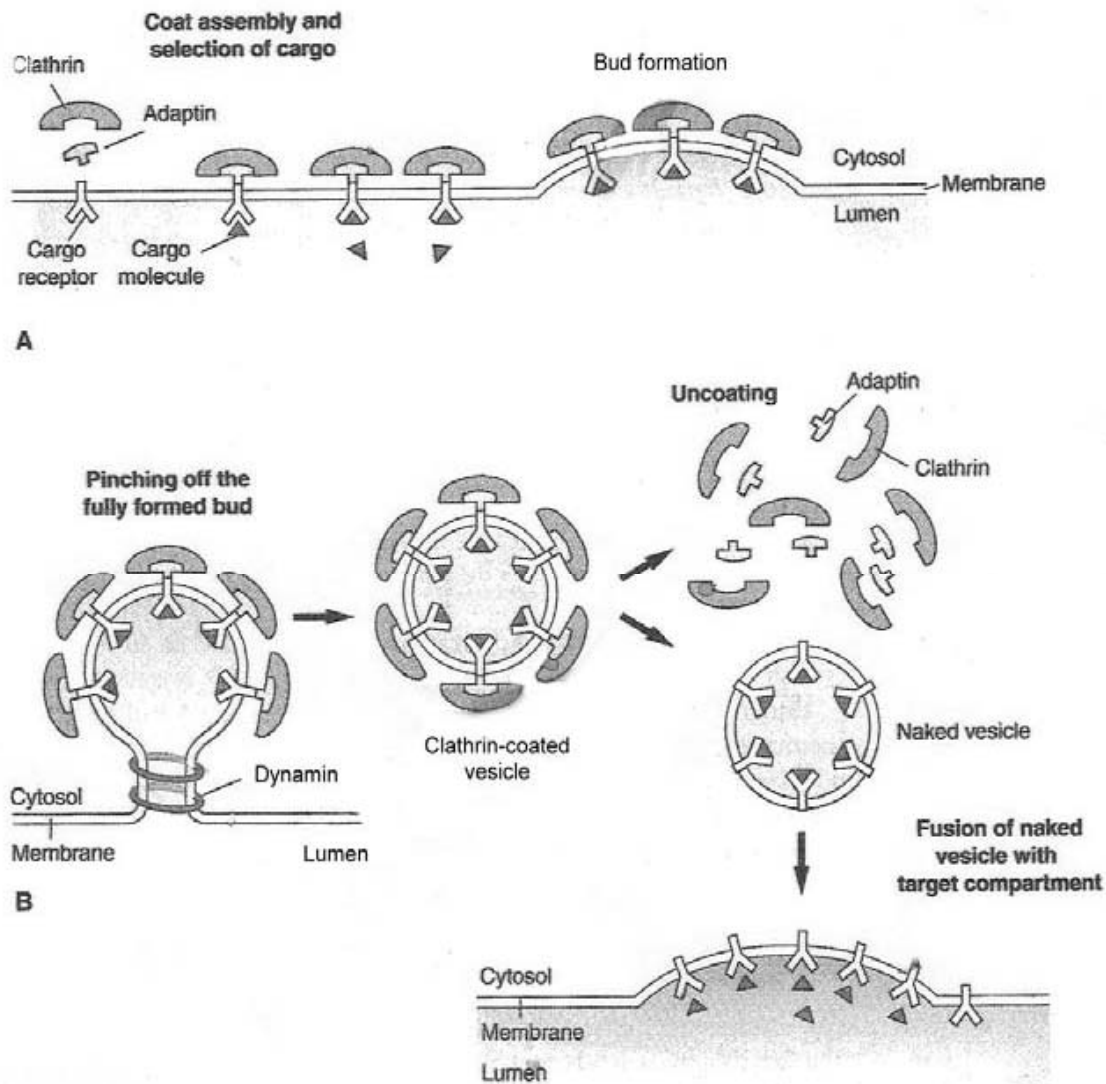 Coat assembly and
selection of cargo
Clathrin
Adaptin
Bud formation
Cytosol
Membrane
Lumen
Cargo
receptor
Cargo
molecule
A
Uncoating
Adaptin
Clathrin
Pinching off the
fully formed bud
Clathrin-coated
vesicle
Naked vesicle
Dynamin
Cytosol
Membrane
Lumen
Fusion of naked
vesicle with
target compartment
B
Cytosol
Membrane
Lumen